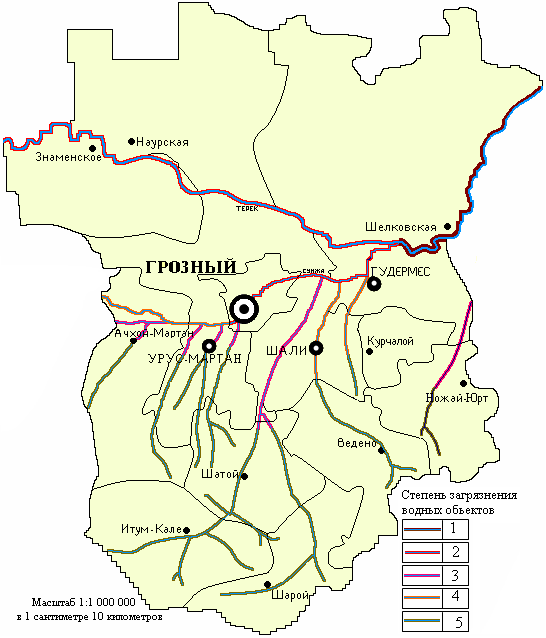 Наурская
Знаменское
ТЕРЕК
Шелковская
ГРОЗНЫЙ
СУНЖА
ГУДЕРМЕС
Ачхой-Мартан
УРУС-МАРТАН
ШАЛИ
Курчалой
Ножай-Юрт
Ведено
Шатой
Итум-Кале
Шарой
Степень загрязнения
водных объектов
1
2
3
4
5
Масштаб 1:1 000 000
в 1 сантиметре 10 километров